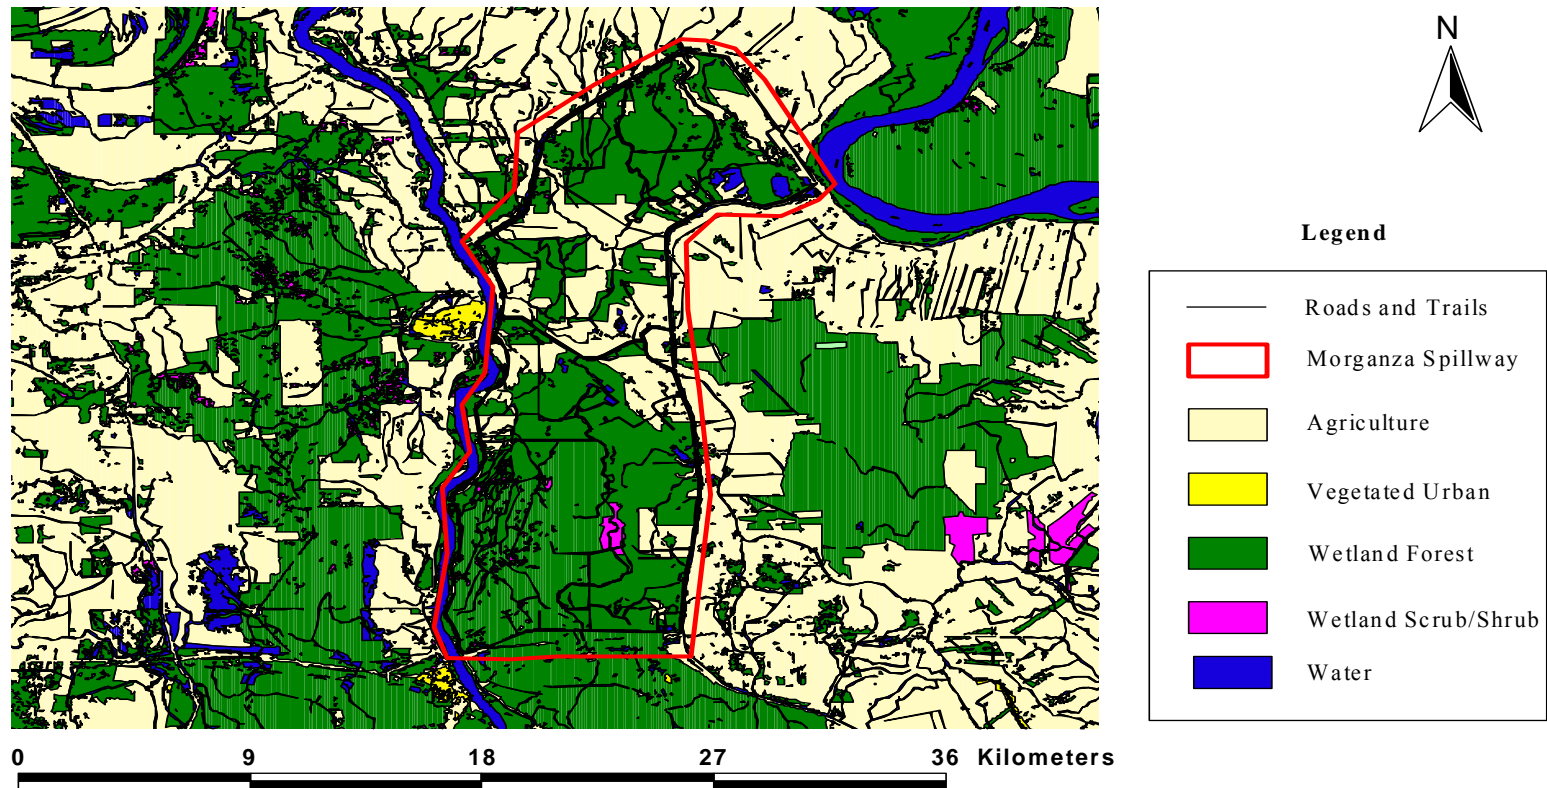 N
Legend
Roads and Trails
Morganza Spillway
Agriculture
Vegetated Urban
Wetland Forest
Wetland Scrub/Shrub
Water
0 9 18 27 36 Kilometers